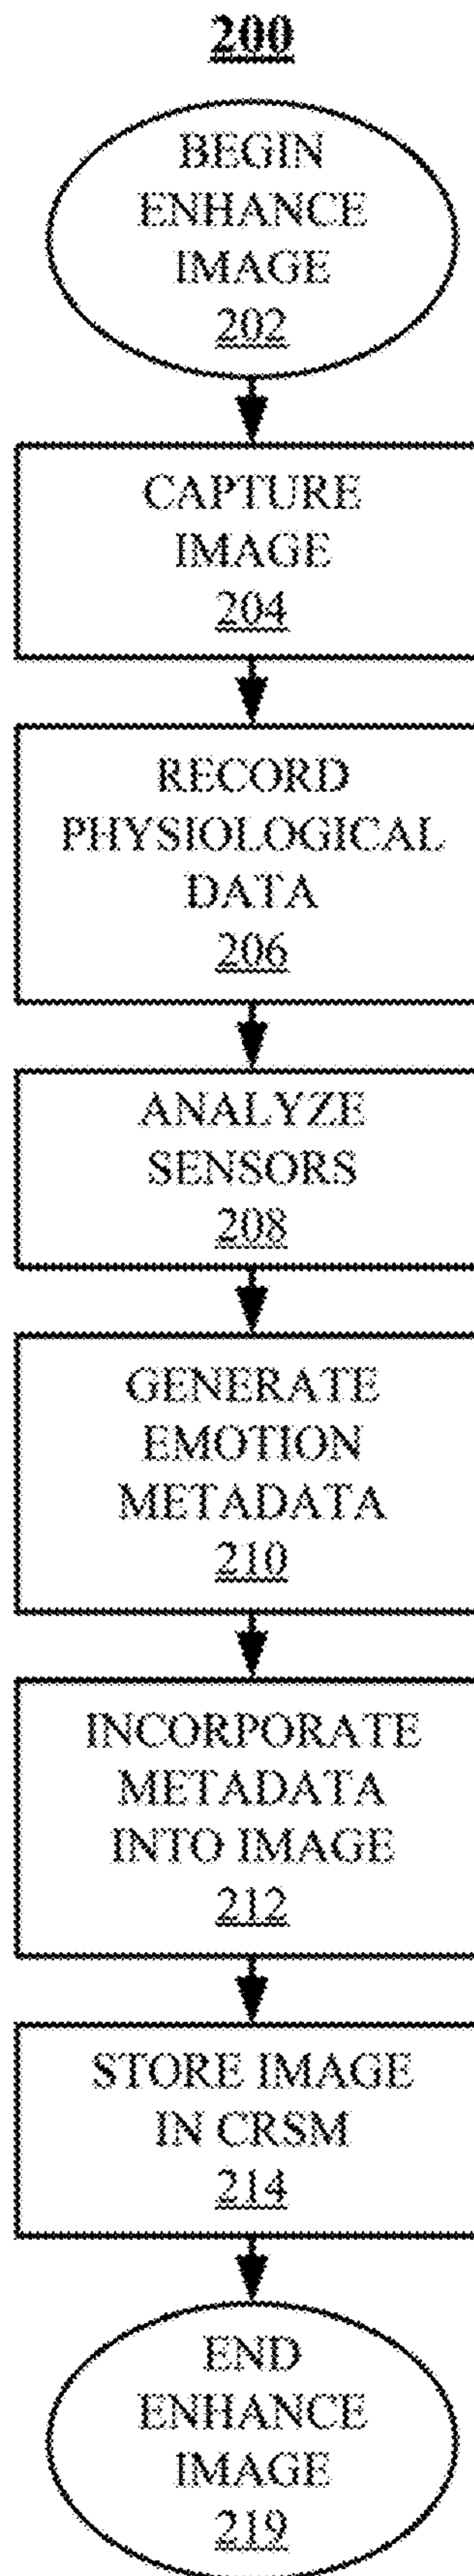 200
BEGIN
ENHANCE
IMAGE
202
CAPTURE
IMAGE
204
RECORD
PHYSIOLOGICAL
DATA
206
ANALYZE
SENSORS
208
GENERATE
EMOTION
METADATA
210
INCORPORATE
METADATA
INTO IMAGE
212
STORE IMAGE
IN CRSM
214
END
ENHANCE
IMAGE
219